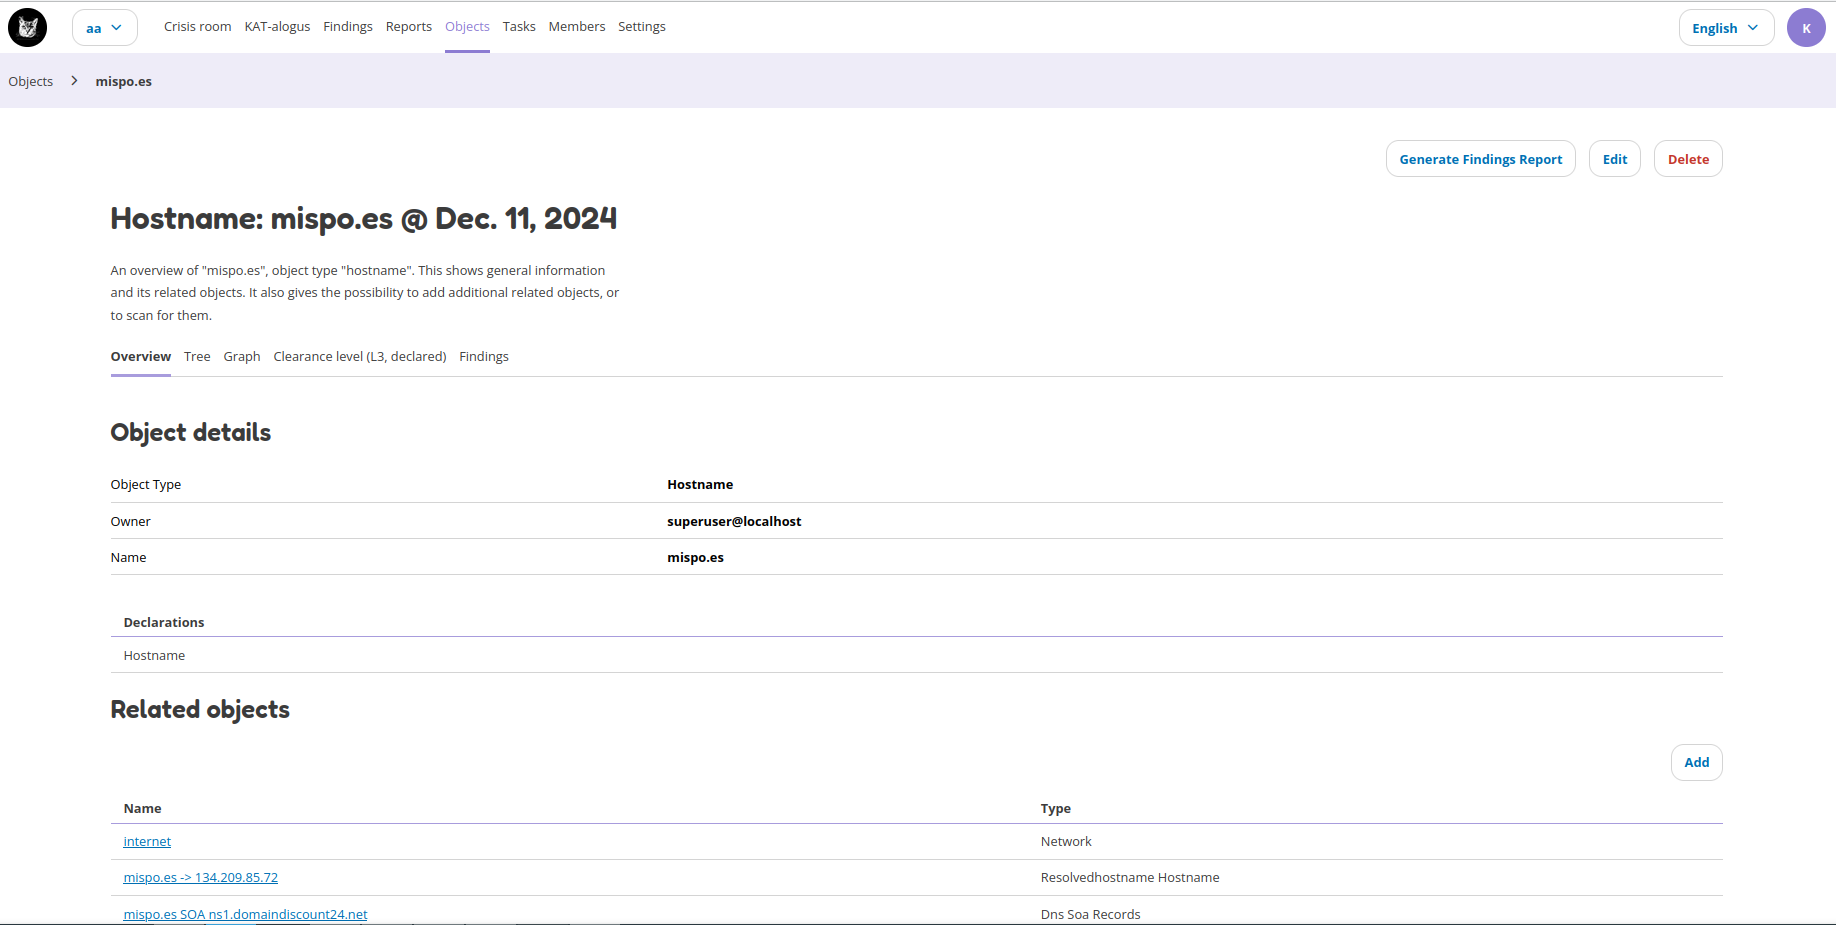 aa
Crisis room KAT-alogus Findings Reports Objects Tasks Members Settings
English
K
Objects > mispo.es
Generate Findings Report Edit Delete
Hostname: mispo.es @ Dec. 11, 2024
An overview of "mispo.es", object type "hostname". This shows general information
and its related objects. It also gives the possibility to add additional related objects, or
to scan for them.
Overview Tree Graph Clearance level (L3, declared) Findings
Object details
Object Type Hostname
Owner superuser@localhost
Name mispo.es
Declarations
Hostname
Related objects
Add
Name Type
internet Network
mispo.es -> 134.209.85.72 Resolvedhostname Hostname
mispo.es SOA ns1.domaindiscount24.net Dns Soa Records